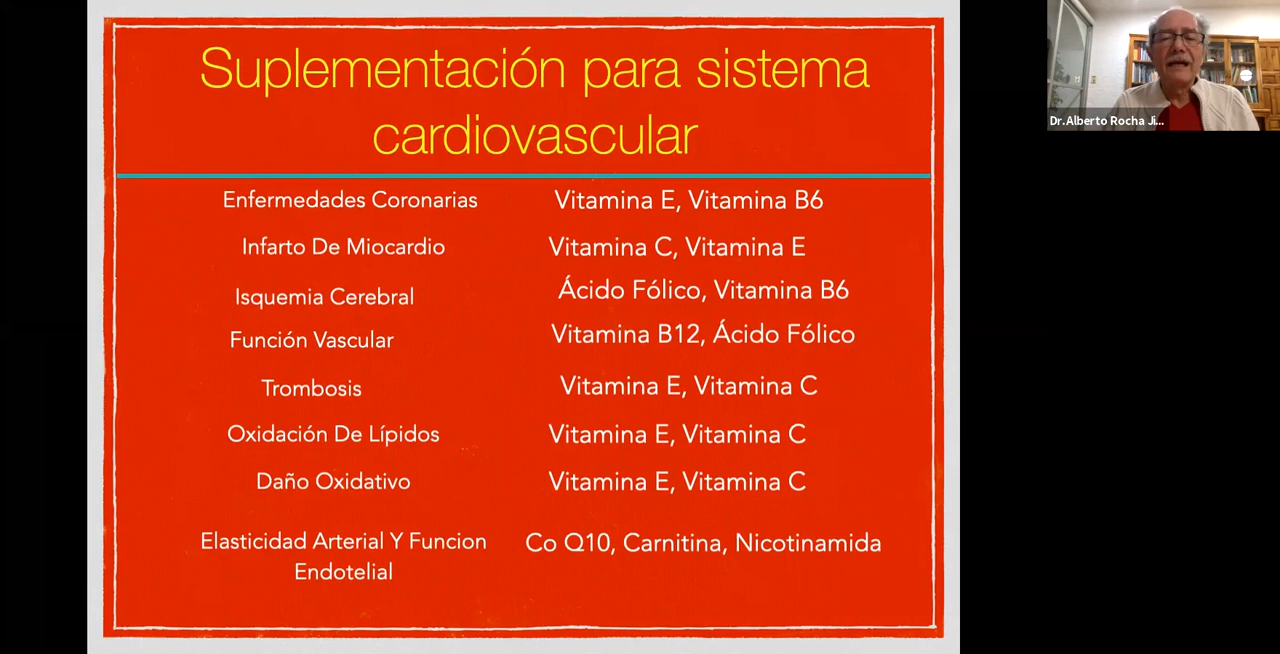 Suplementación para sistema
cardiovascular
Enfermedades Coronarias Vitamina E, Vitamina B6
Infarto De Miocardio Vitamina C, Vitamina E
Isquemia Cerebral Ácido Fólico, Vitamina B6
Función Vascular Vitamina B12, Ácido Fólico
Trombosis Vitamina E, Vitamina C
Oxidación De Lípidos Vitamina E, Vitamina C
Daño Oxidativo Vitamina E, Vitamina C
Elasticidad Arterial Y Funcion Co Q10, Carnitina, Nicotinamida
Endotelial
Dr.Alberto Rocha Ji...